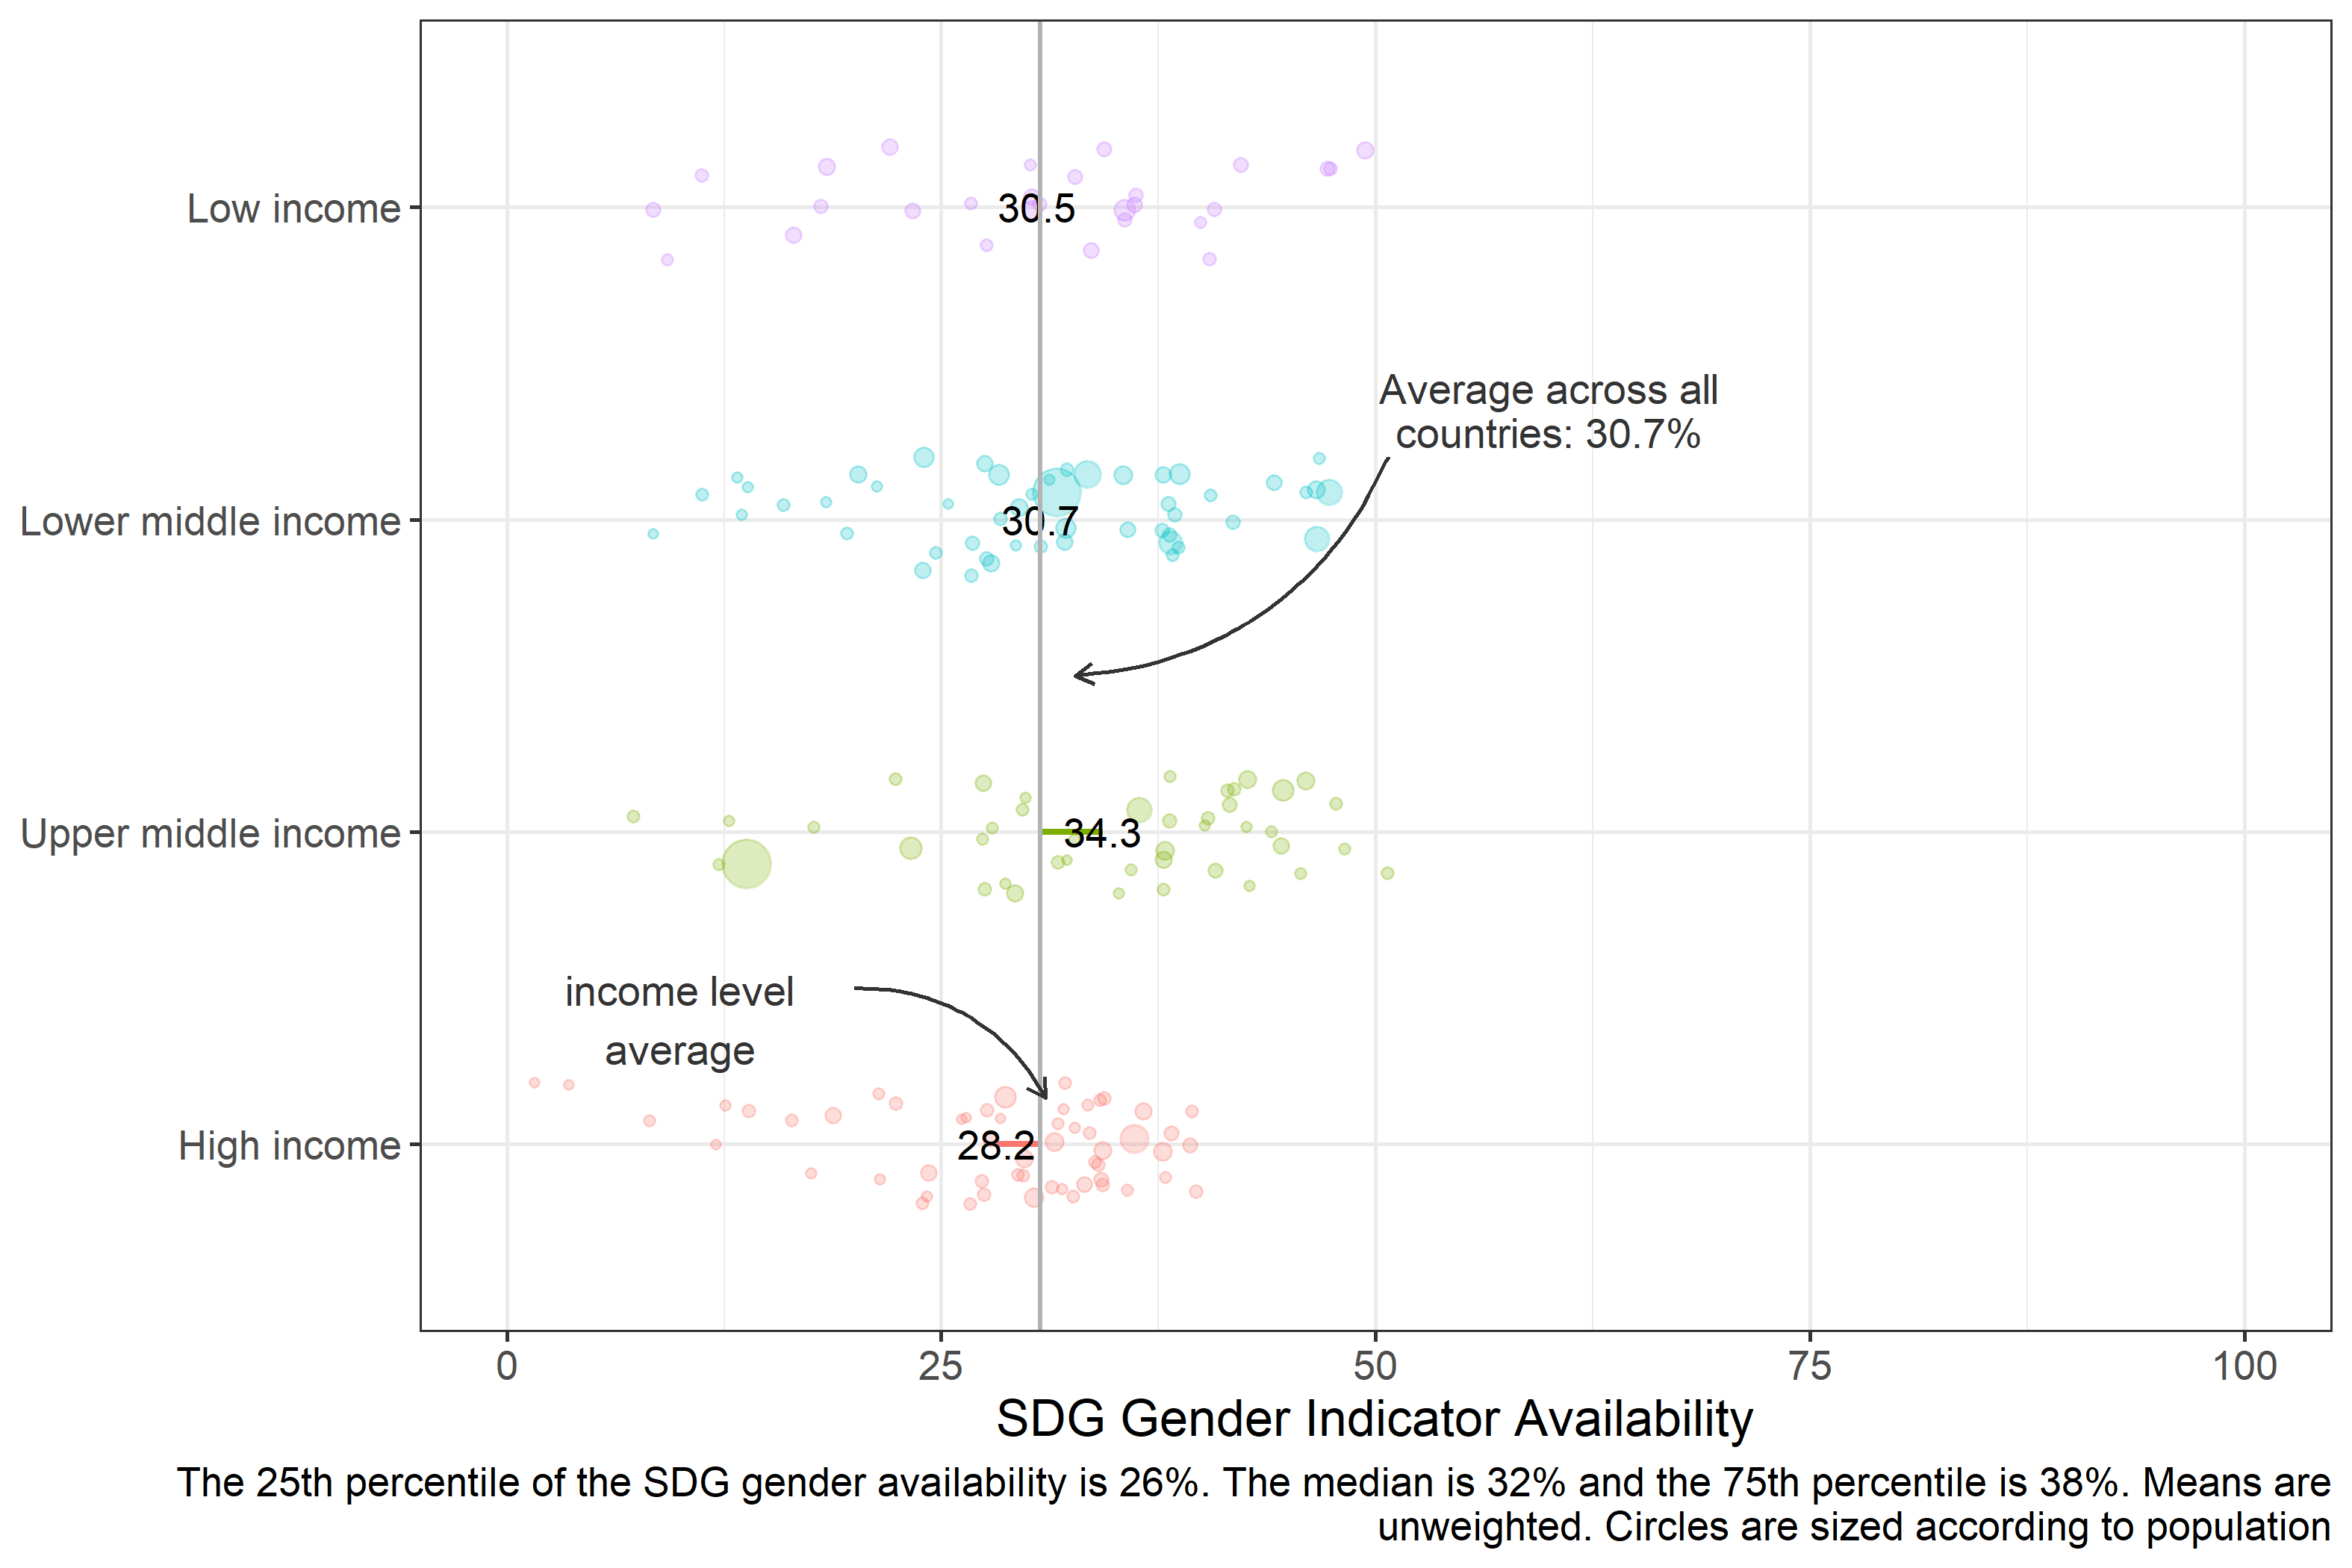 Low income
30.5
Average across all
countries: 30.7%
Lower middle income
30.7
Upper middle income
34.3
income level
average
High income
28.2
0
25
50
75
100
SDG Gender Indicator Availability
The 25th percentile of the SDG gender availability is 26%. The median is 32% and the 75th percentile is 38%. Means are
unweighted. Circles are sized according to population